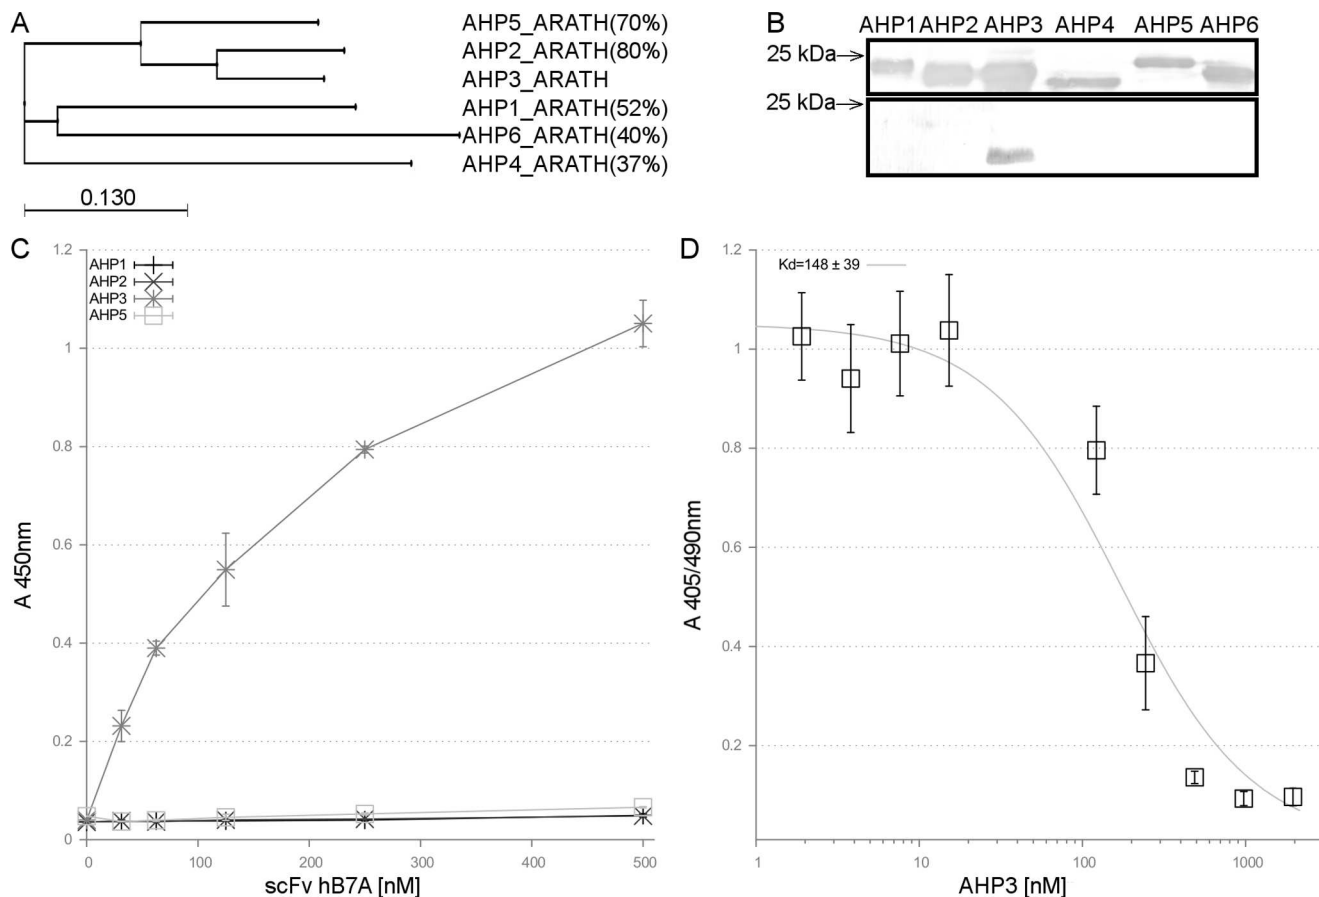 A
AHP5_ARATH(70%)
AHP2_ARATH(80%)
AHP3_ARATH
AHP1_ARATH(52%)
AHP6_ARATH(40%)
AHP4_ARATH(37%)
0.130
B
AHP1 AHP2 AHP3 AHP4 AHP5 AHP6
25 kDa
25 kDa
C
1.2
1
0.8
0.6
0.4
0.2
0
AHP1
AHP2
AHP3
AHP5
A 450nm
0 100 200 300 400 500
scFv hB7A [nM]
D
1.2
1
0.8
0.6
0.4
0.2
Kd=148 ± 39
A 405/490nm
1 10 100 1000
AHP3 [nM]